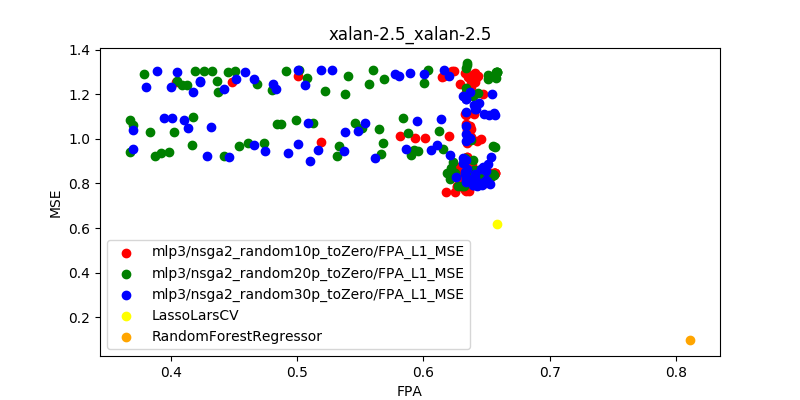 xalan-2.5_xalan-2.5
1.4
1.2
1.0
0.8
0.6
0.4
0.2
MSE
mlp3/nsga2_random10p_toZero/FPA_L1_MSE
mlp3/nsga2_random20p_toZero/FPA_L1_MSE
mlp3/nsga2_random30p_toZero/FPA_L1_MSE
LassoLarsCV
RandomForestRegressor
0.4 0.5 0.6 0.7 0.8
FPA